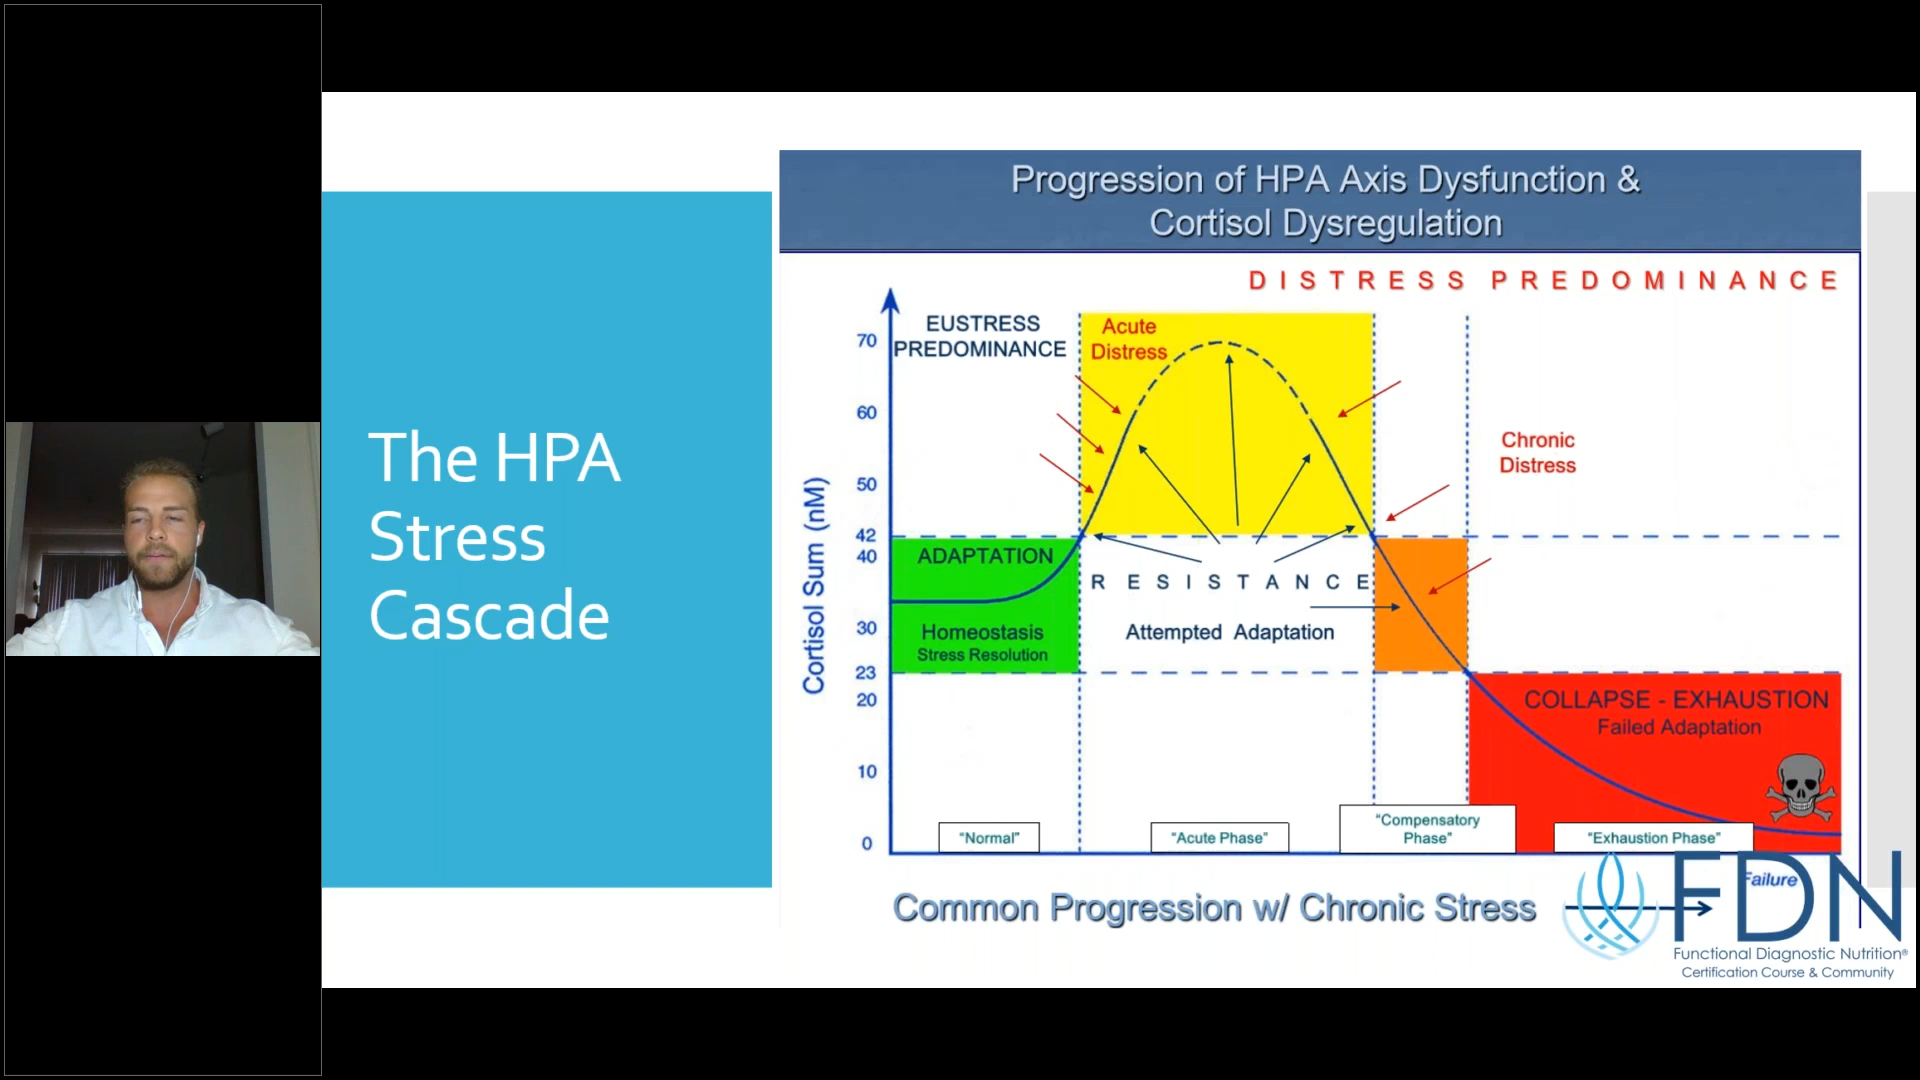 The HPA
Stress
Cascade
Progression of HPA Axis Dysfunction &
Cortisol Dysregulation
DISTRESS PREDOMINANCE
EUSTRESS
PREDOMINANCE
Acute
Distress
Chronic
Distress
Cortisol Sum (nM)
70
60
50
42
40
30
23
20
10
0
ADAPTATION
Homeostasis
Stress Resolution
RESISTANCE
Attempted Adaptation
COLLAPSE - EXHAUSTION
Failed Adaptation
"Normal"
"Acute Phase"
"Compensatory
Phase"
"Exhaustion Phase"
Failure
Common Progression w/ Chronic Stress
FDN
Functional Diagnostic Nutrition®
Certification Course & Community